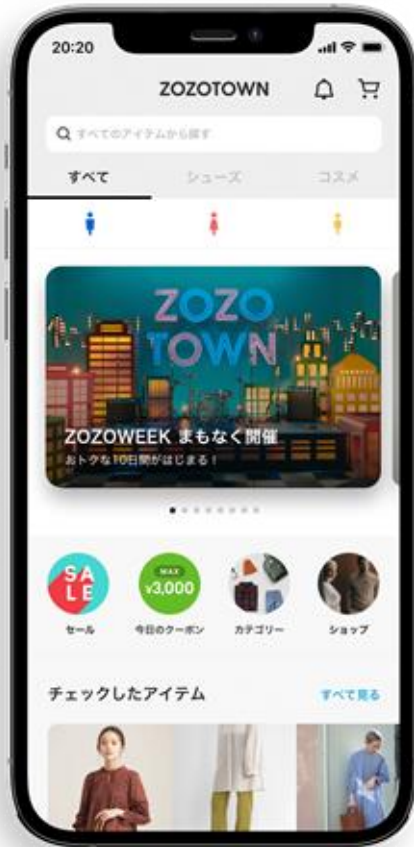 20:20
ZOZOTOWN
すべてのアイテムから探す
すべて シューズ コスメ
ZOZO
TOWN
ZOZOWEEK まもなく開催
おトクな10日間がはじまる！
SA
LE
MAX
¥3,000
セール 今日のクーポン カテゴリー ショップ
チェックしたアイテム すべて見る